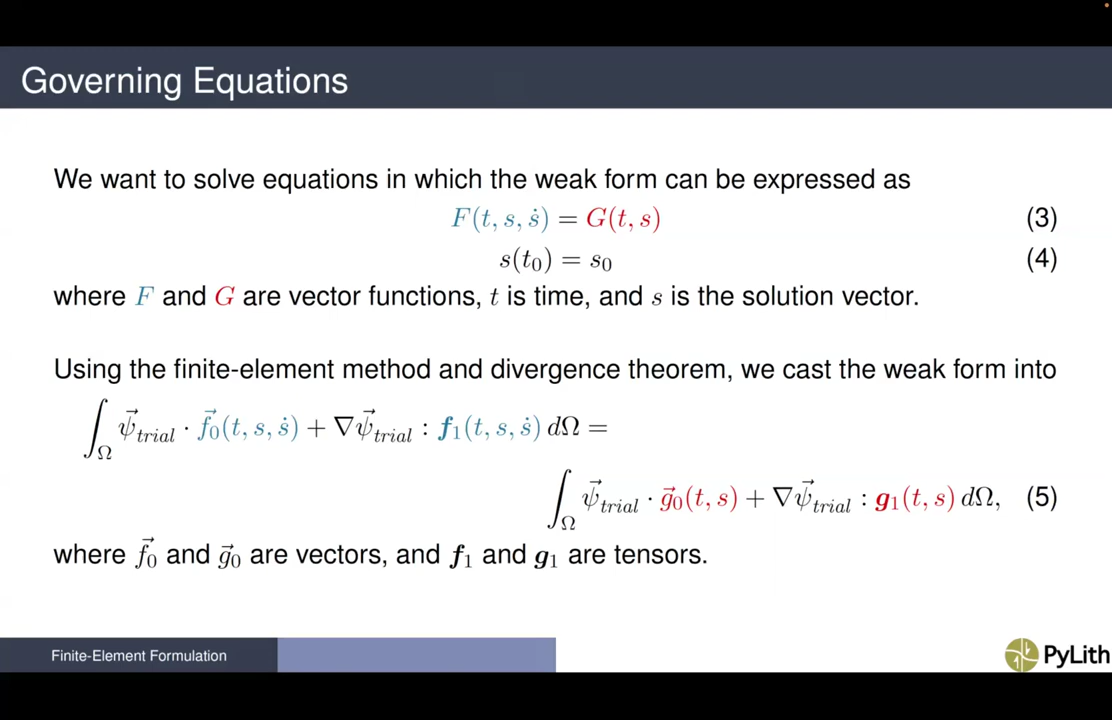 Governing Equations
We want to solve equations in which the weak form can be expressed as
F(t, s, ṡ) = G(t, s) (3)
s(t₀) = s₀ (4)
where F and G are vector functions, t is time, and s is the solution vector.
Using the finite-element method and divergence theorem, we cast the weak form into
∫_Ω ψ⃗_trial · f⃗₀(t, s, ṡ) + ∇ψ⃗_trial : 𝒇₁(t, s, ṡ) dΩ =
∫_Ω ψ⃗_trial · g⃗₀(t, s) + ∇ψ⃗_trial : 𝒈₁(t, s) dΩ, (5)
where f⃗₀ and g⃗₀ are vectors, and 𝒇₁ and 𝒈₁ are tensors.
Finite-Element Formulation
PyLith